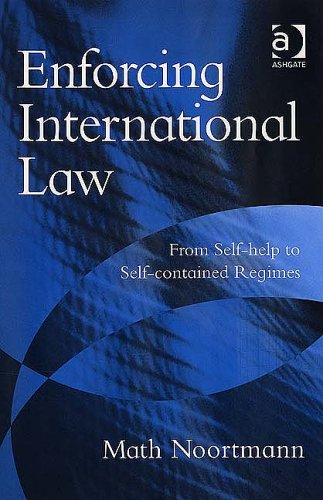 a
ASHGATE
Enforcing
International
Law
From Self-help to
Self-contained Regimes
Math Noortmann